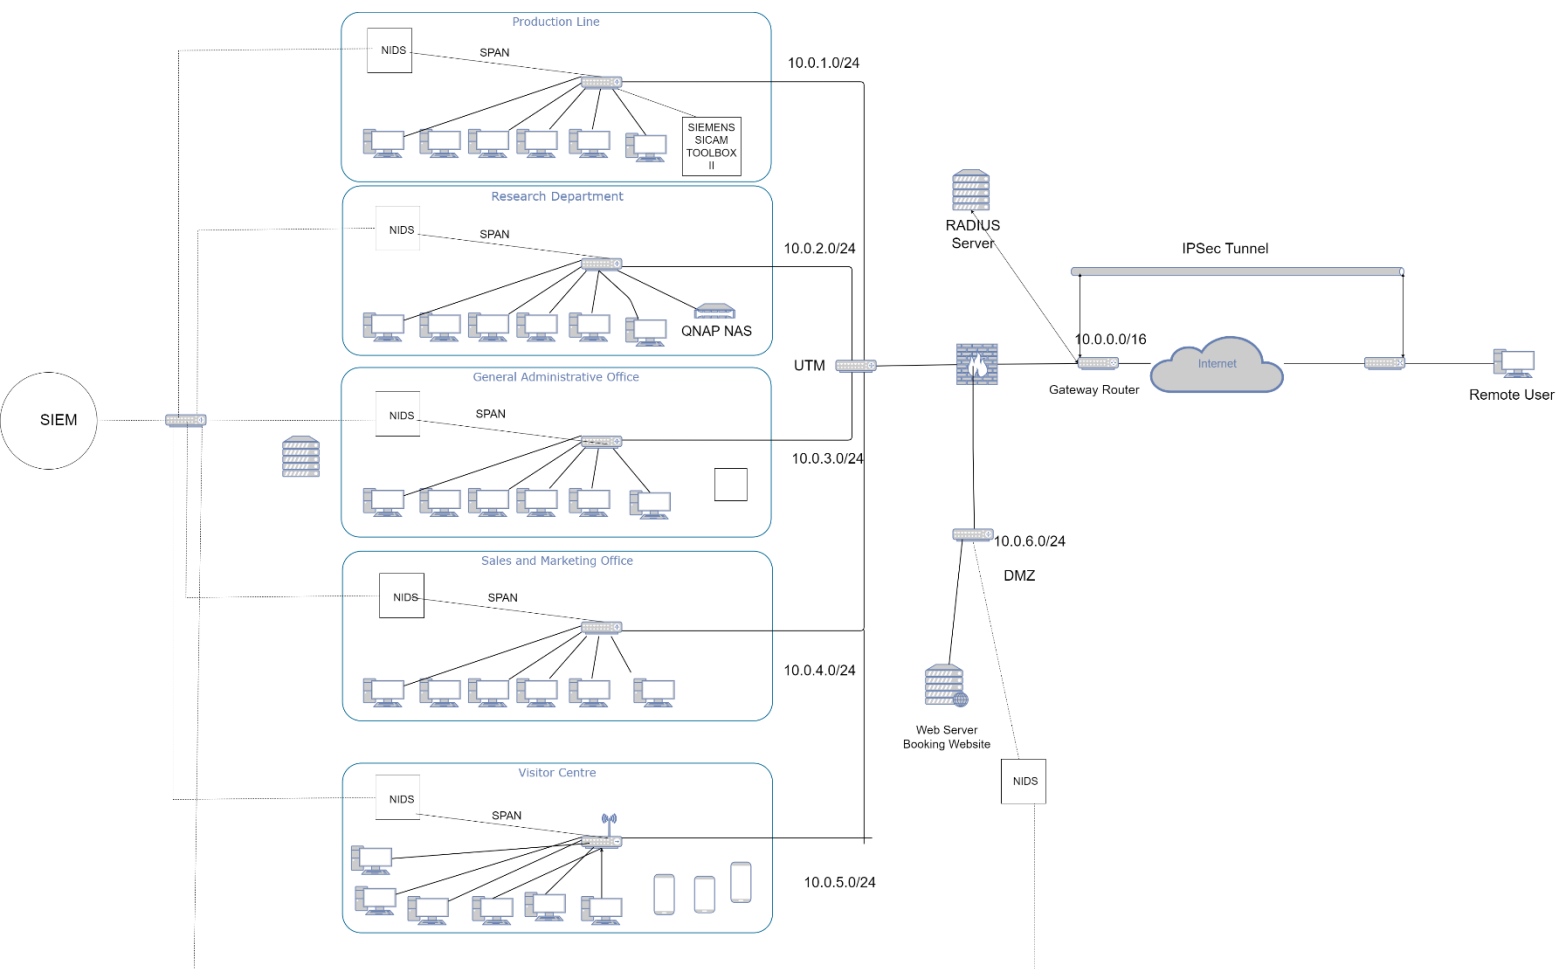 Production Line
NIDS
SPAN
10.0.1.0/24
SIEMENS
SICAM
TOOLBOX
II
Research Department
NIDS
SPAN
10.0.2.0/24
QNAP NAS
RADIUS
Server
IPSec Tunnel
10.0.0.0/16
Internet
Gateway Router
Remote User
UTM
General Administrative Office
NIDS
SPAN
SIEM
10.0.3.0/24
Sales and Marketing Office
NIDS
SPAN
10.0.4.0/24
10.0.6.0/24
DMZ
Web Server
Booking Website
NIDS
Visitor Centre
NIDS
SPAN
10.0.5.0/24